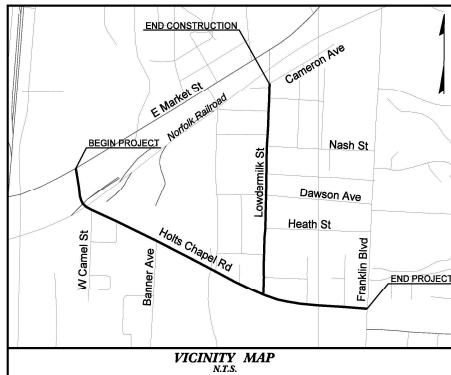 END CONSTRUCTION
Cameron Ave
E Market St
Norfolk Railroad
BEGIN PROJECT
Nash St
Lowdermilk St
Dawson Ave
Heath St
Holts Chapel Rd
W Camel St
Banner Ave
Franklin Blvd
END PROJECT
VICINITY MAP
N.T.S.